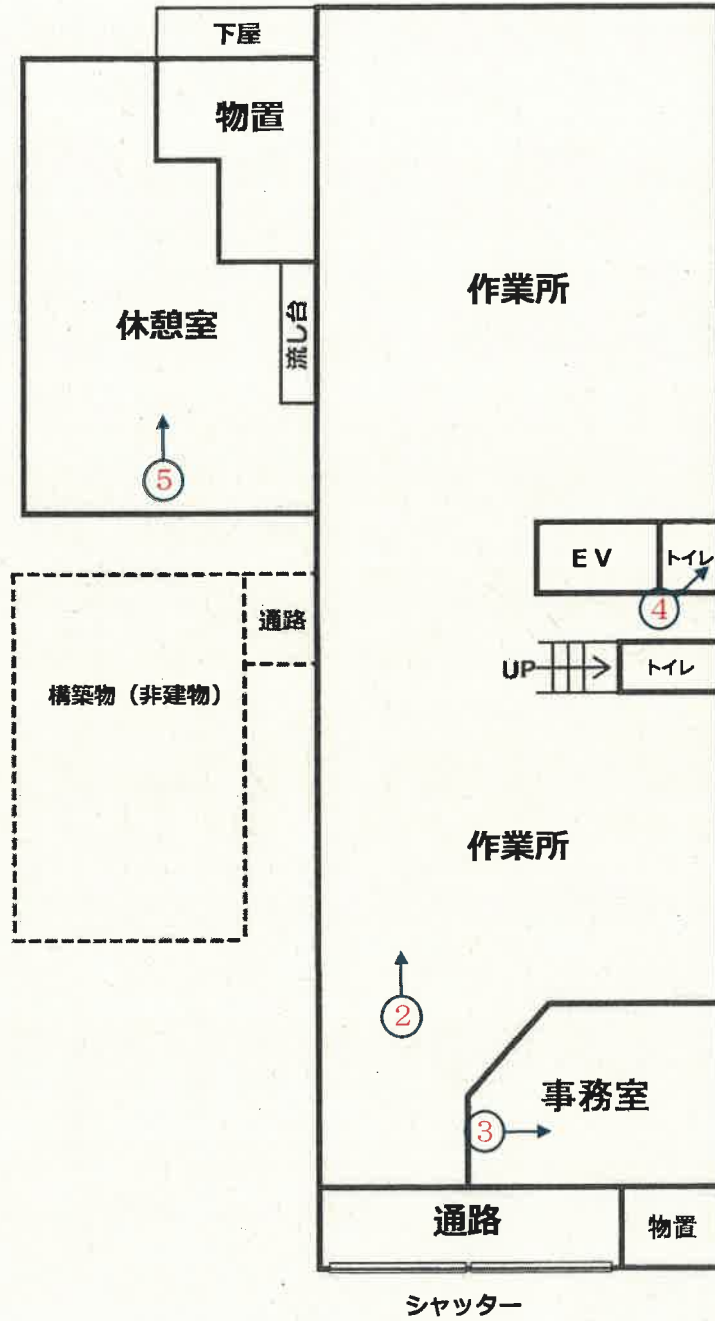 下屋
物置
作業所
休憩室
流し台
⑤
EV
トイレ
④
通路
UP
トイレ
構築物（非建物）
作業所
②
事務室
③
通路
物置
シャッター